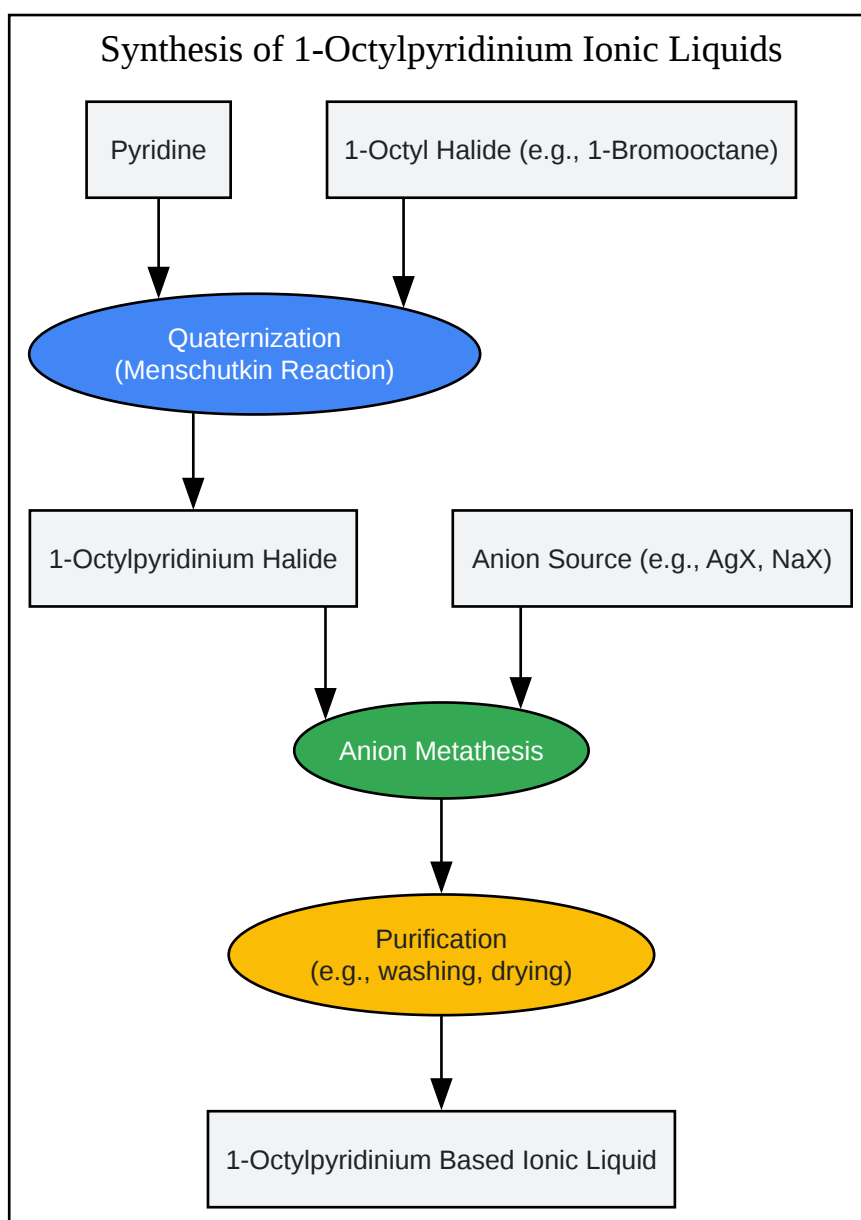 Synthesis of 1-Octylpyridinium Ionic Liquids
Pyridine
1-Octyl Halide (e.g., 1-Bromooctane)
Quaternization
(Menschutkin Reaction)
1-Octylpyridinium Halide
Anion Source (e.g., AgX, NaX)
Anion Metathesis
Purification
(e.g., washing, drying)
1-Octylpyridinium Based Ionic Liquid